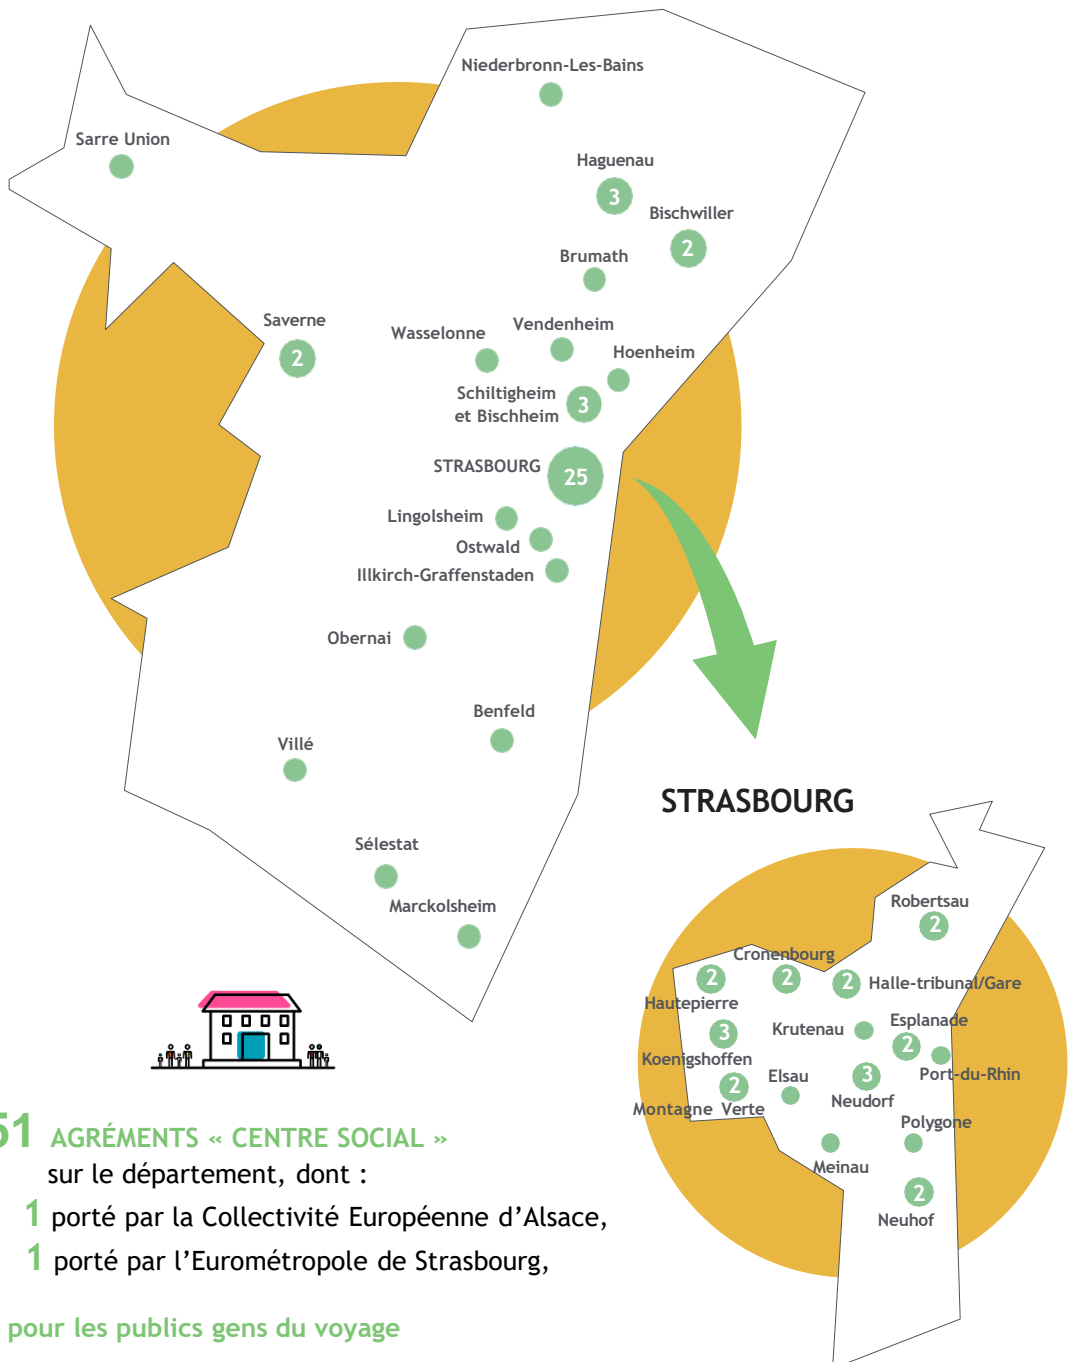 Niederbronn-Les-Bains
Sarre Union
Haguenau
3
Bischwiller
2
Brumath
Saverne
2
Wasselonne
Vendenheim
Hoenheim
Schiltigheim
et Bischheim
3
STRASBOURG
25
Lingolsheim
Ostwald
Illkirch-Graffenstaden
Obernai
Benfeld
Villé
Sélestat
Marckolsheim
STRASBOURG
Robertsau
2
Cronenbourg
2
2
Hautepierre
2
Halle-tribunal/Gare
3
Koenigshoffen
Krutenau
Esplanade
2
Port-du-Rhin
2
Montagne Verte
Elsau
3
Neudorf
Polygone
Meinau
2
Neuhof
51 AGRÉMENTS « CENTRE SOCIAL »
sur le département, dont :
1 porté par la Collectivité Européenne d’Alsace,
1 porté par l’Eurométropole de Strasbourg,
pour les publics gens du voyage